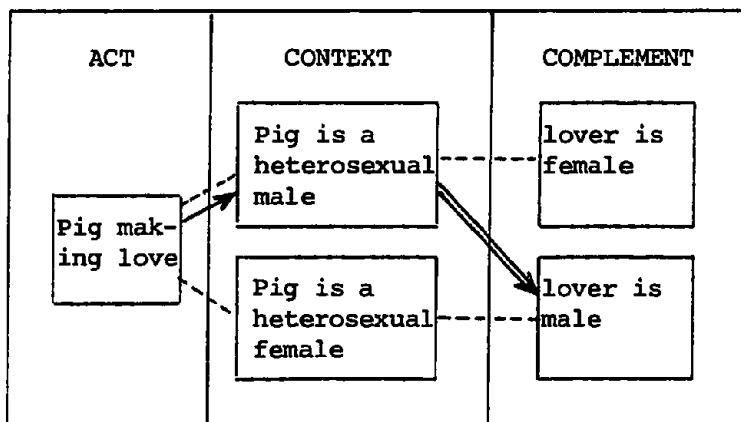 ACT
CONTEXT
COMPLEMENT
Pig mak-
ing love
Pig is a
heterosexual
male
Pig is a
heterosexual
female
lover is
female
lover is
male